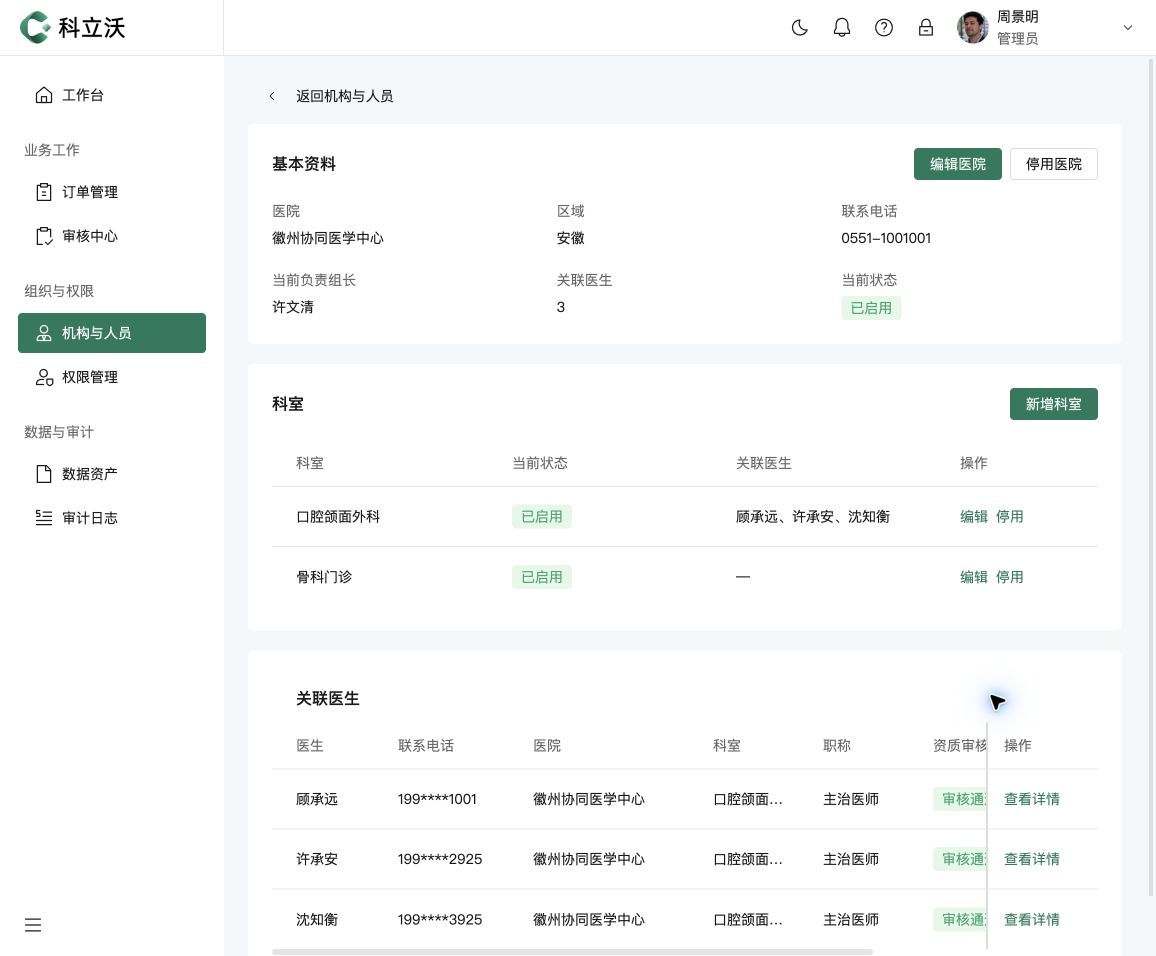 科立沃
周景明
管理员
工作台
业务工作
订单管理
审核中心
组织与权限
机构与人员
权限管理
数据与审计
数据资产
审计日志
返回机构与人员
基本资料
编辑医院 停用医院
医院 区域 联系电话
徽州协同医学中心 安徽 0551-1001001
当前负责组长 关联医生 当前状态
许文清 3 已启用
科室
新增科室
科室 当前状态 关联医生 操作
口腔颌面外科 已启用 顾承远、许承安、沈知衡 编辑 停用
骨科门诊 已启用 — 编辑 停用
关联医生
医生 联系电话 医院 科室 职称 资质审核 操作
顾承远 199****1001 徽州协同医学中心 口腔颌面... 主治医师 审核通 查看详情
许承安 199****2925 徽州协同医学中心 口腔颌面... 主治医师 审核通 查看详情
沈知衡 199****3925 徽州协同医学中心 口腔颌面... 主治医师 审核通 查看详情